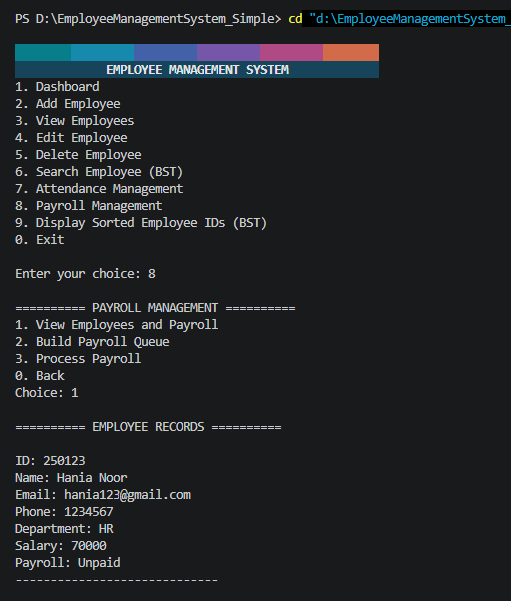 PS D:\EmployeeManagementSystem_Simple> cd "d:\EmployeeManagementSystem_
EMPLOYEE MANAGEMENT SYSTEM
1. Dashboard
2. Add Employee
3. View Employees
4. Edit Employee
5. Delete Employee
6. Search Employee (BST)
7. Attendance Management
8. Payroll Management
9. Display Sorted Employee IDs (BST)
0. Exit
Enter your choice: 8
========== PAYROLL MANAGEMENT ==========
1. View Employees and Payroll
2. Build Payroll Queue
3. Process Payroll
0. Back
Choice: 1
========== EMPLOYEE RECORDS ==========
ID: 250123
Name: Hania Noor
Email: hania123@gmail.com
Phone: 1234567
Department: HR
Salary: 70000
Payroll: Unpaid
-----------------------------